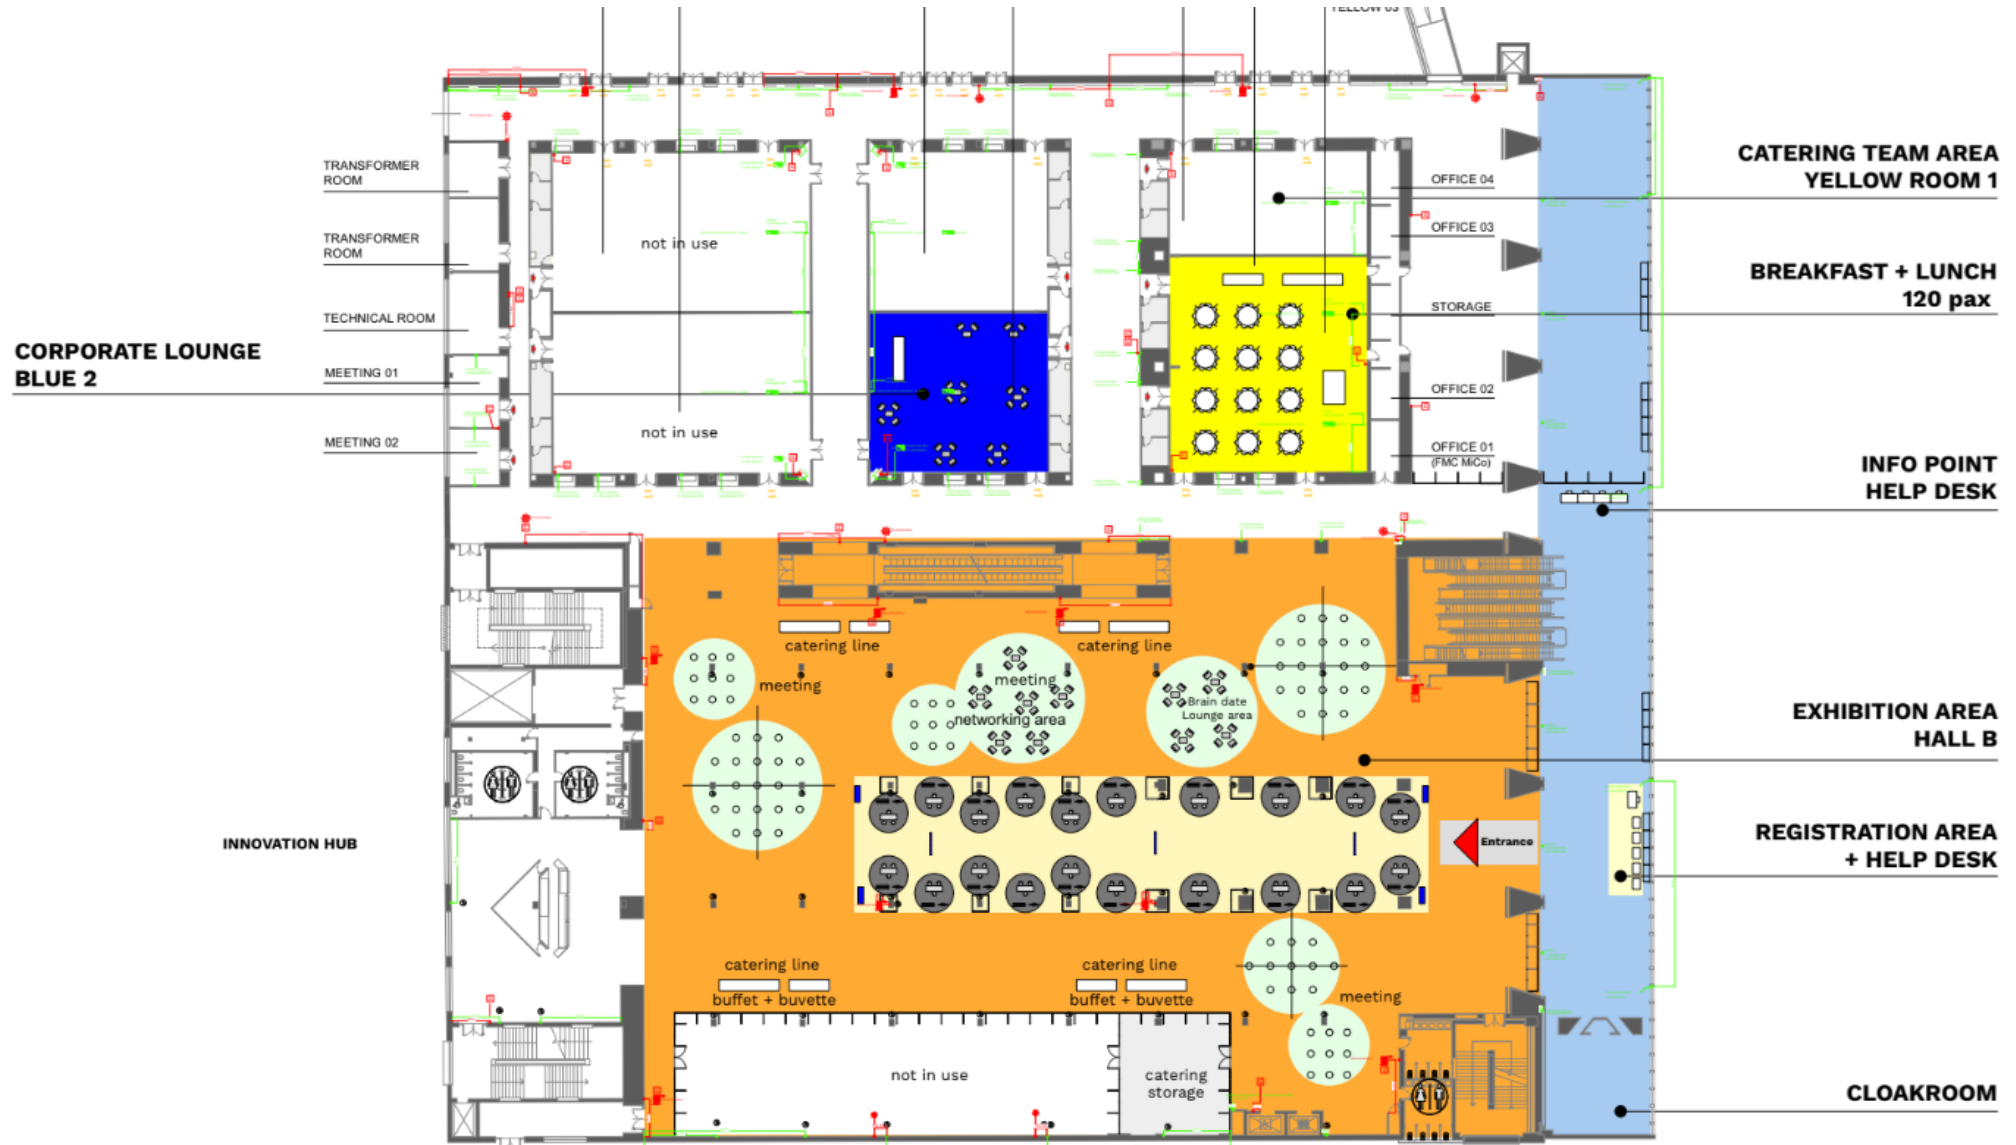 YELLOW 03
TRANSFORMER
ROOM
TRANSFORMER
ROOM
TECHNICAL ROOM
MEETING 01
MEETING 02
CORPORATE LOUNGE
BLUE 2
not in use
not in use
OFFICE 04
OFFICE 03
STORAGE
OFFICE 02
OFFICE 01
(FMC MiCo)
CATERING TEAM AREA
YELLOW ROOM 1
BREAKFAST + LUNCH
120 pax
INFO POINT
HELP DESK
EXHIBITION AREA
HALL B
REGISTRATION AREA
+ HELP DESK
CLOAKROOM
catering line
catering line
meeting
meeting
networking area
Brain date
Lounge area
Entrance
INNOVATION HUB
catering line
buffet + buvette
catering line
buffet + buvette
meeting
not in use
catering
storage